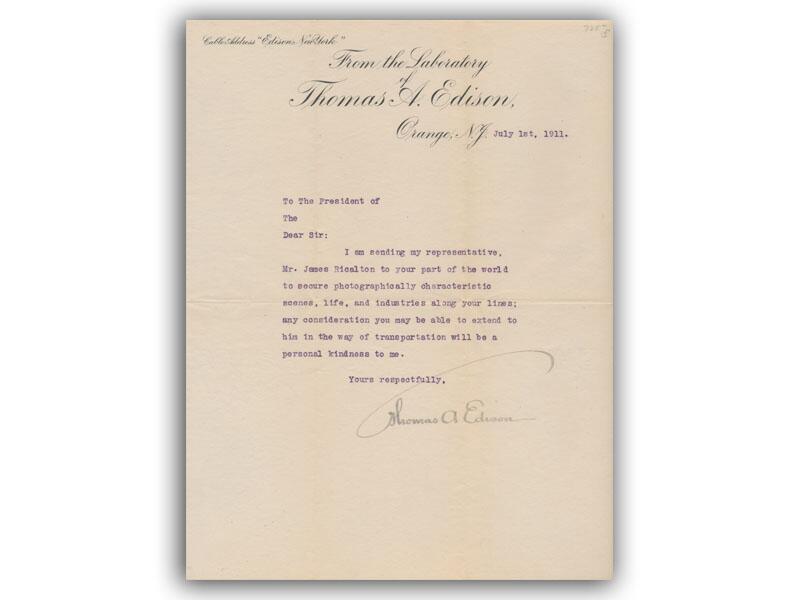 Cable Address "Edison, New York."
From the Laboratory
of
Thomas A. Edison,
Orange, N.J. July 1st, 1911.
To The President of
The
Dear Sir:
I am sending my representative,
Mr. James Ricalton to your part of the world
to secure photographically characteristic
scenes, life, and industries along your lines;
any consideration you may be able to extend to
him in the way of transportation will be a
personal kindness to me.
Yours respectfully,
Thomas A Edison